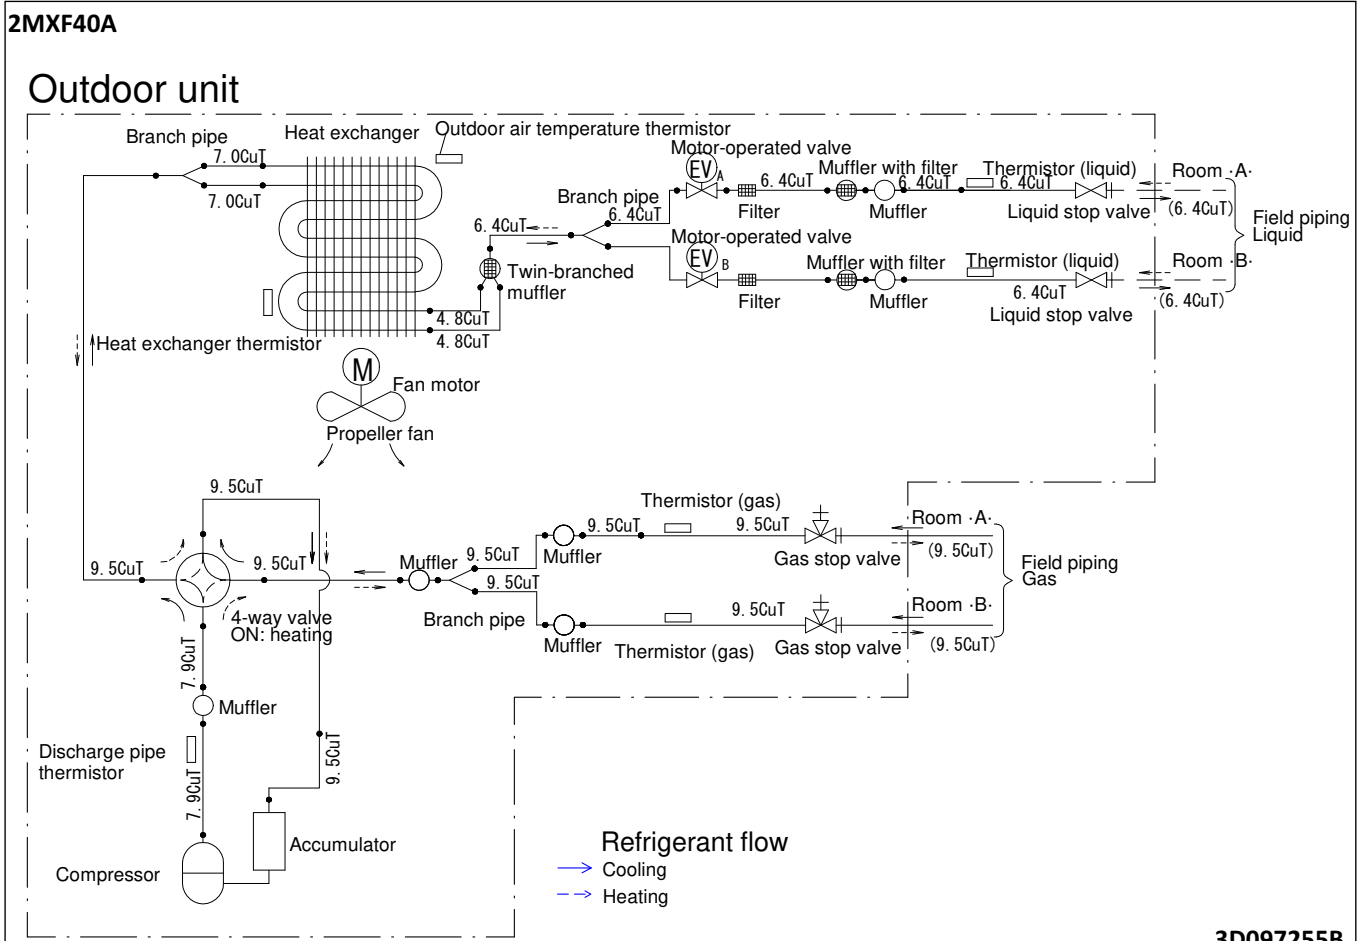 2MXF40A
Outdoor unit
Branch pipe
Heat exchanger
Outdoor air temperature thermistor
7. 0CuT
7. 0CuT
Motor-operated valve
EV
A
6. 4CuT
Filter
Muffler with filter
6. 4CuT
Muffler
Thermistor (liquid)
6. 4CuT
Liquid stop valve
Room ·A·
(6. 4CuT)
Branch pipe
6. 4CuT
6. 4CuT
Field piping
Liquid
Motor-operated valve
EV
B
Filter
Muffler with filter
Muffler
Thermistor (liquid)
6. 4CuT
Liquid stop valve
Room ·B·
(6. 4CuT)
Twin-branched
muffler
4. 8CuT
4. 8CuT
Heat exchanger thermistor
M
Fan motor
Propeller fan
9. 5CuT
Thermistor (gas)
9. 5CuT
9. 5CuT
Muffler
Gas stop valve
Room ·A·
(9. 5CuT)
9. 5CuT
9. 5CuT
Muffler
9. 5CuT
9. 5CuT
Branch pipe
Field piping
Gas
4-way valve
ON: heating
9. 5CuT
Muffler
Thermistor (gas)
Gas stop valve
Room ·B·
(9. 5CuT)
7. 9CuT
Muffler
Discharge pipe
thermistor
7. 9CuT
9. 5CuT
Accumulator
Compressor
Refrigerant flow
Cooling
Heating
3D097255B